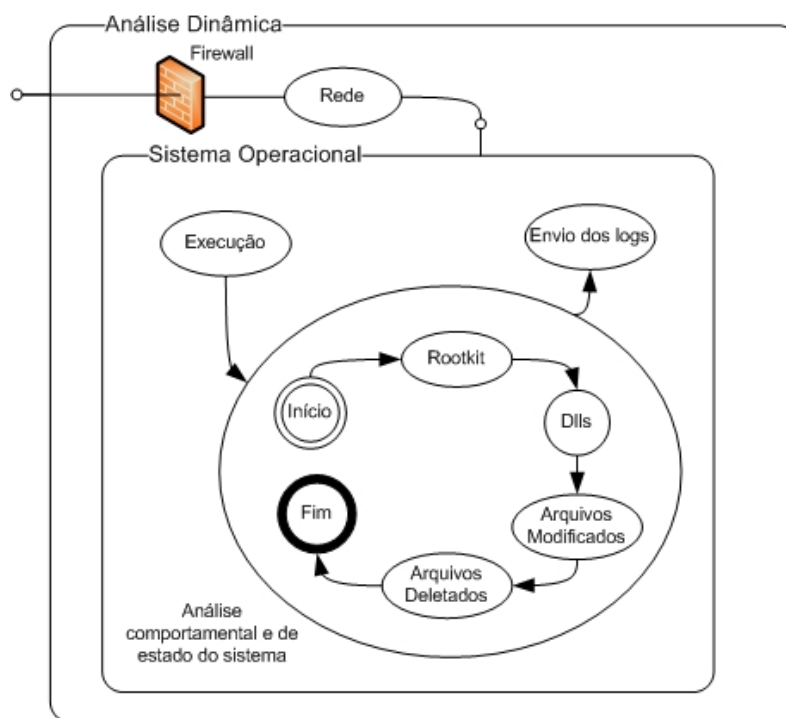 Análise Dinâmica
Firewall
Rede
Sistema Operacional
Execução
Envio dos logs
Rootkit
Início
Dlls
Fim
Arquivos
Modificados
Arquivos
Deletados
Análise
comportamental e de
estado do sistema